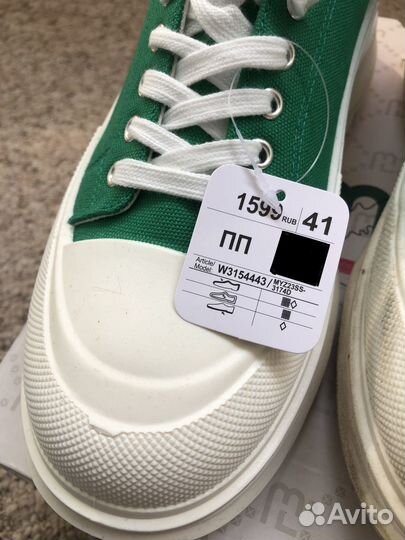 1599 RUB 41
ПП
Article/ Model: W3154443 / MYZ23SS-3174D
Avito